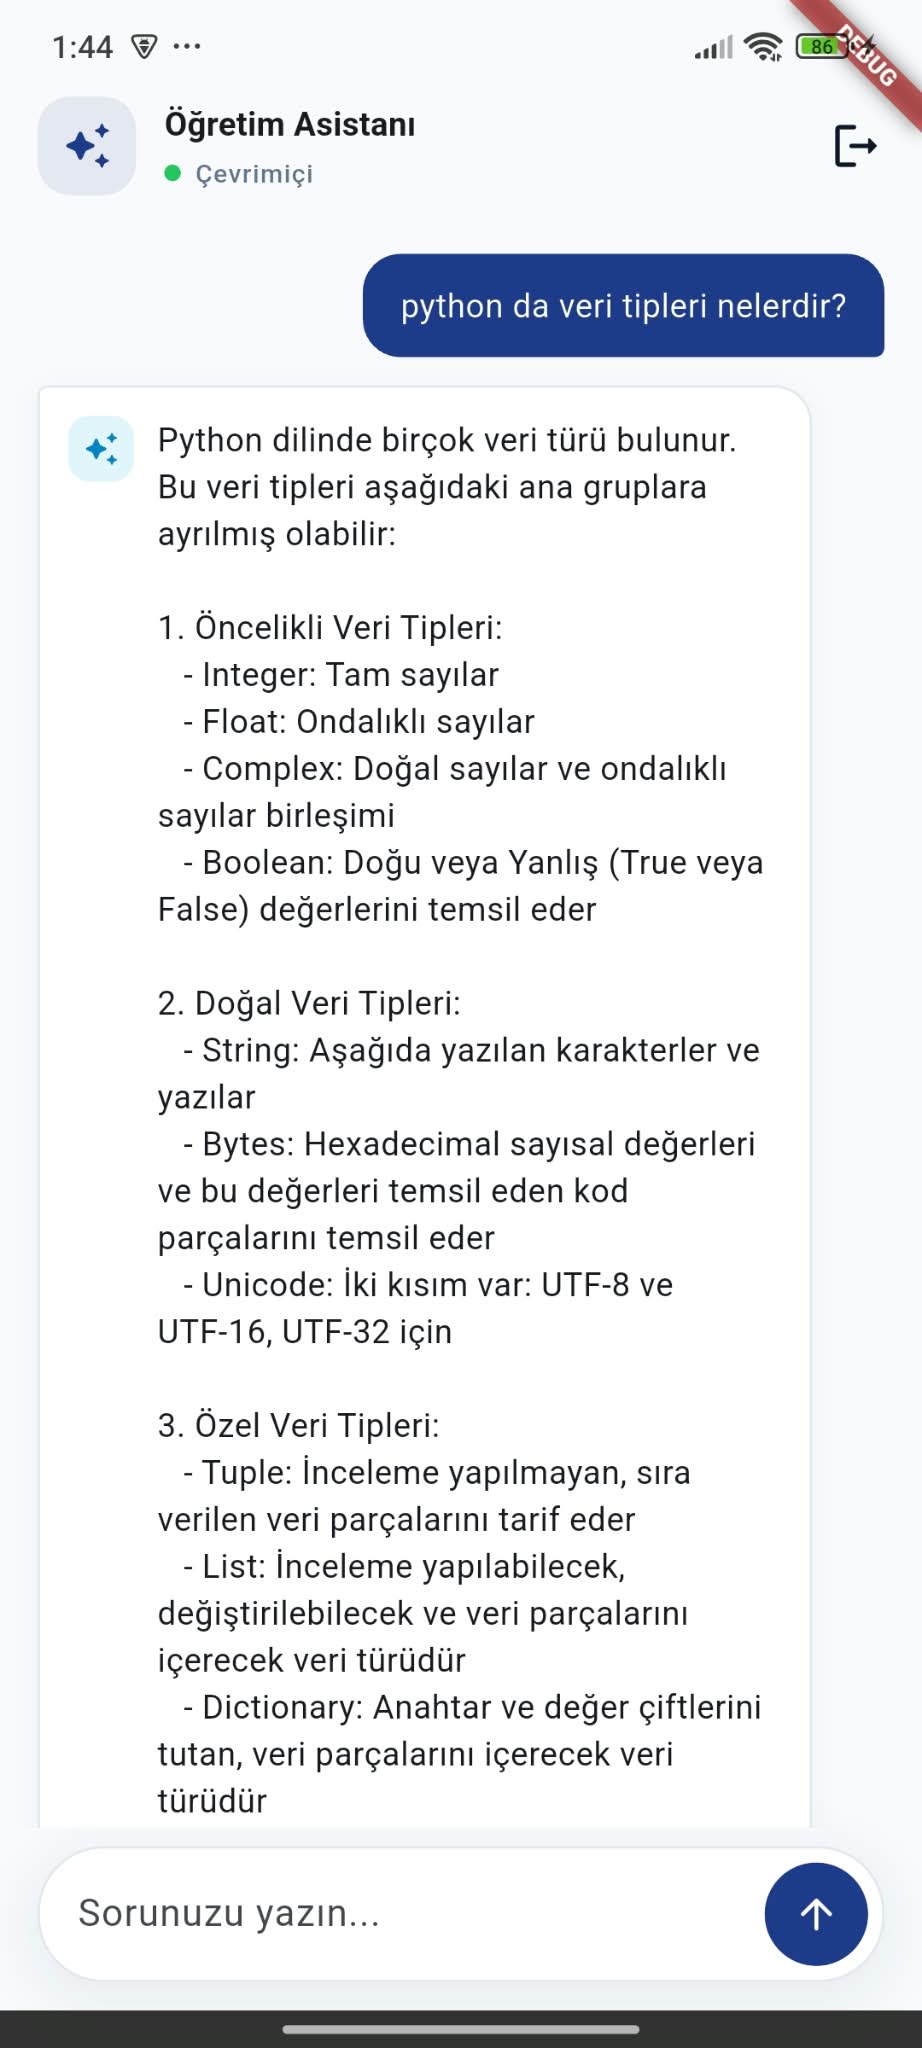 1:44
86
DEBUG
Öğretim Asistanı
Çevrimiçi
python da veri tipleri nelerdir?
Python dilinde birçok veri türü bulunur.
Bu veri tipleri aşağıdaki ana gruplara
ayrılmış olabilir:
1. Öncelikli Veri Tipleri:
- Integer: Tam sayılar
- Float: Ondalıklı sayılar
- Complex: Doğal sayılar ve ondalıklı
sayılar birleşimi
- Boolean: Doğu veya Yanlış (True veya
False) değerlerini temsil eder
2. Doğal Veri Tipleri:
- String: Aşağıda yazılan karakterler ve
yazılar
- Bytes: Hexadecimal sayısal değerleri
ve bu değerleri temsil eden kod
parçalarını temsil eder
- Unicode: İki kısım var: UTF-8 ve
UTF-16, UTF-32 için
3. Özel Veri Tipleri:
- Tuple: İnceleme yapılmayan, sıra
verilen veri parçalarını tarif eder
- List: İnceleme yapılabilecek,
değiştirilebilecek ve veri parçalarını
içerecek veri türüdür
- Dictionary: Anahtar ve değer çiftlerini
tutan, veri parçalarını içerecek veri
türüdür
Sorunuzu yazın...